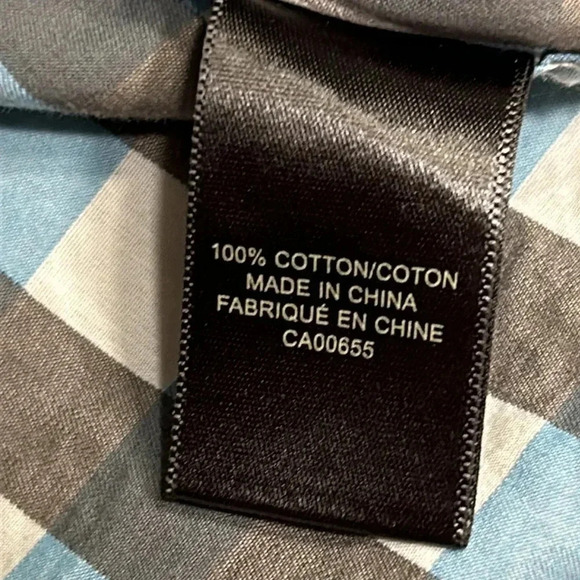 100% COTTON/COTON
MADE IN CHINA
FABRIQUÉ EN CHINE
CA00655